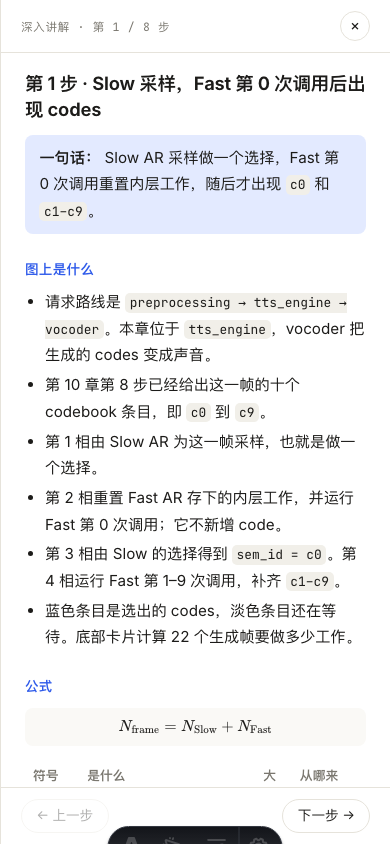 深入讲解 · 第 1 / 8 步
×
第 1 步 · Slow 采样，Fast 第 0 次调用后出
现 codes
一句话： Slow AR 采样做一个选择，Fast 第
0 次调用重置内层工作，随后才出现 c0 和
c1–c9 。
图上是什么
• 请求路线是 preprocessing → tts_engine →
vocoder 。本章位于 tts_engine ，vocoder 把
生成的 codes 变成声音。
• 第 10 章第 8 步已经给出这一帧的十个
codebook 条目，即 c0 到 c9 。
• 第 1 相由 Slow AR 为这一帧采样，也就是做一
个选择。
• 第 2 相重置 Fast AR 存下的内层工作，并运行
Fast 第 0 次调用；它不新增 code。
• 第 3 相由 Slow 的选择得到 sem_id = c0 。第
4 相运行 Fast 第 1–9 次调用，补齐 c1–c9 。
• 蓝色条目是选出的 codes，淡色条目还在等
待。底部卡片计算 22 个生成帧要做多少工作。
公式
N_frame = N_Slow + N_Fast
符号 是什么 大 从哪来
← 上一步 下一步 →